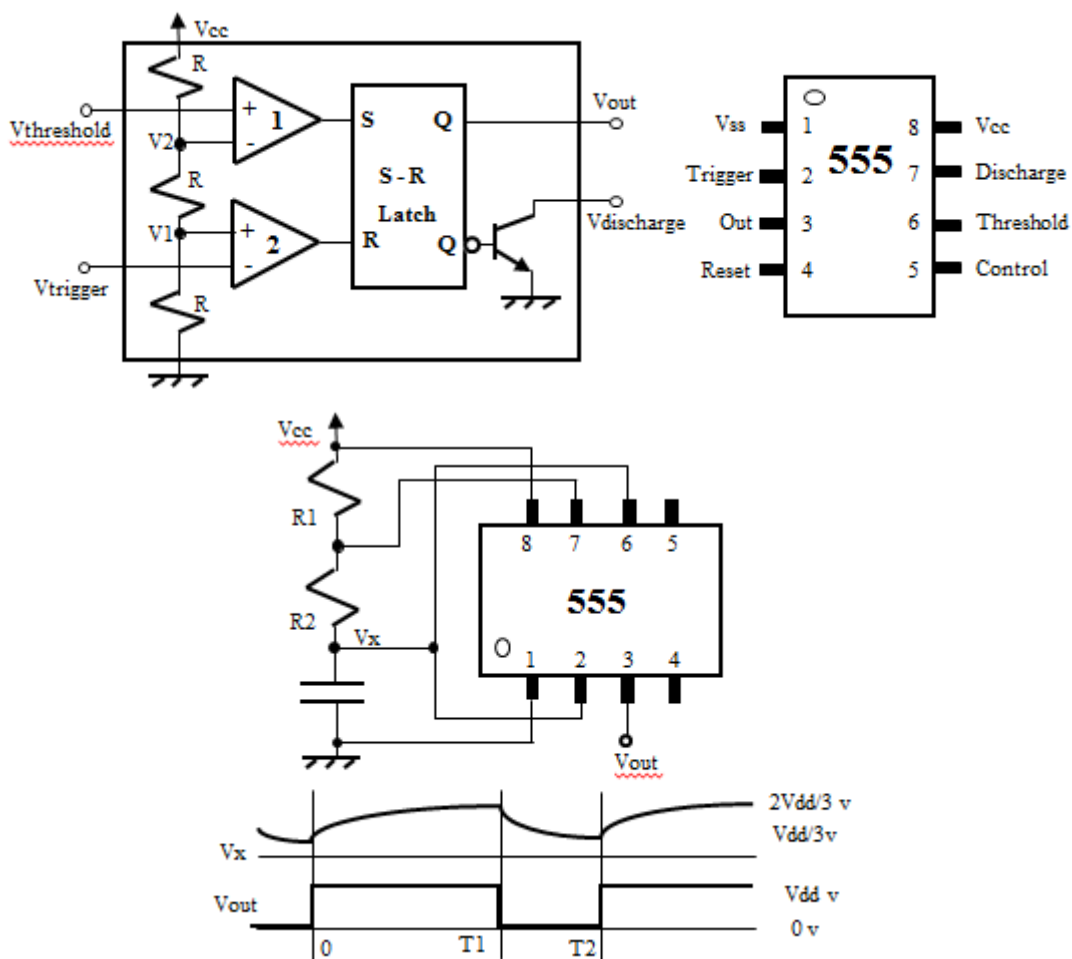 Vcc
R
Vthreshold
+
1
-
V2
S
Q
Vout
R
S - R
Latch
V1
+
2
-
R
Q
Vdischarge
Vtrigger
R
555
Vss
1
8
Vcc
Trigger
2
7
Discharge
Out
3
6
Threshold
Reset
4
5
Control
Vcc
R1
R2
Vx
8
7
6
5
555
1
2
3
4
Vout
2Vdd/3 v
Vdd/3v
Vx
Vout
Vdd v
0 v
0
T1
T2